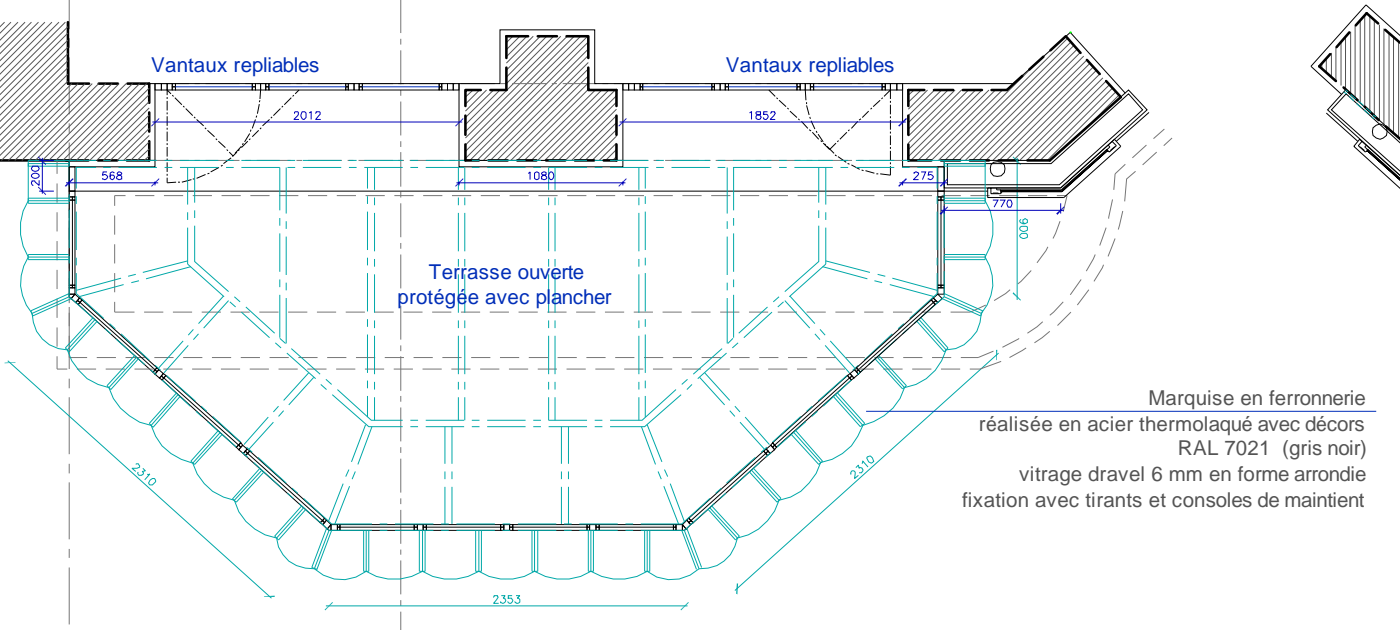 Vantaux repliables
Vantaux repliables
2012
1852
200
568
1080
275
770
900
Terrasse ouverte
protégée avec plancher
Marquise en ferronnerie
réalisée en acier thermolaqué avec décors
RAL 7021 (gris noir)
vitrage dravel 6 mm en forme arrondie
fixation avec tirants et consoles de maintient
2310
2310
2353